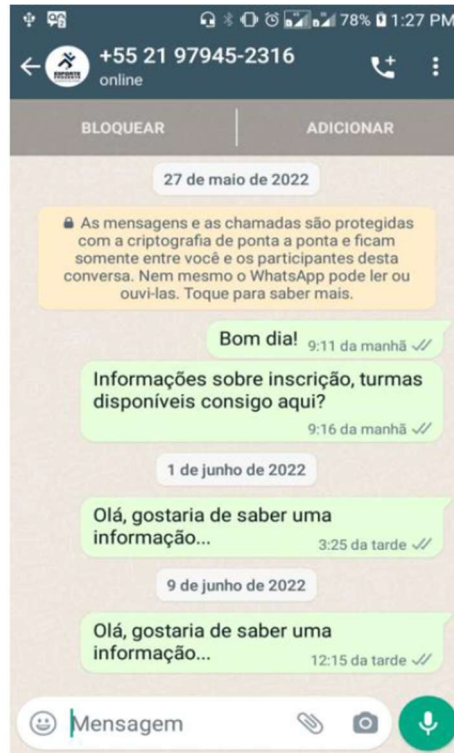 78% 1:27 PM
+55 21 97945-2316
online
BLOQUEAR ADICIONAR
27 de maio de 2022
As mensagens e as chamadas são protegidas
com a criptografia de ponta a ponta e ficam
somente entre você e os participantes desta
conversa. Nem mesmo o WhatsApp pode ler ou
ouvi-las. Toque para saber mais.
Bom dia! 9:11 da manhã
Informações sobre inscrição, turmas
disponíveis consigo aqui?
9:16 da manhã
1 de junho de 2022
Olá, gostaria de saber uma
informação... 3:25 da tarde
9 de junho de 2022
Olá, gostaria de saber uma
informação... 12:15 da tarde
Mensagem